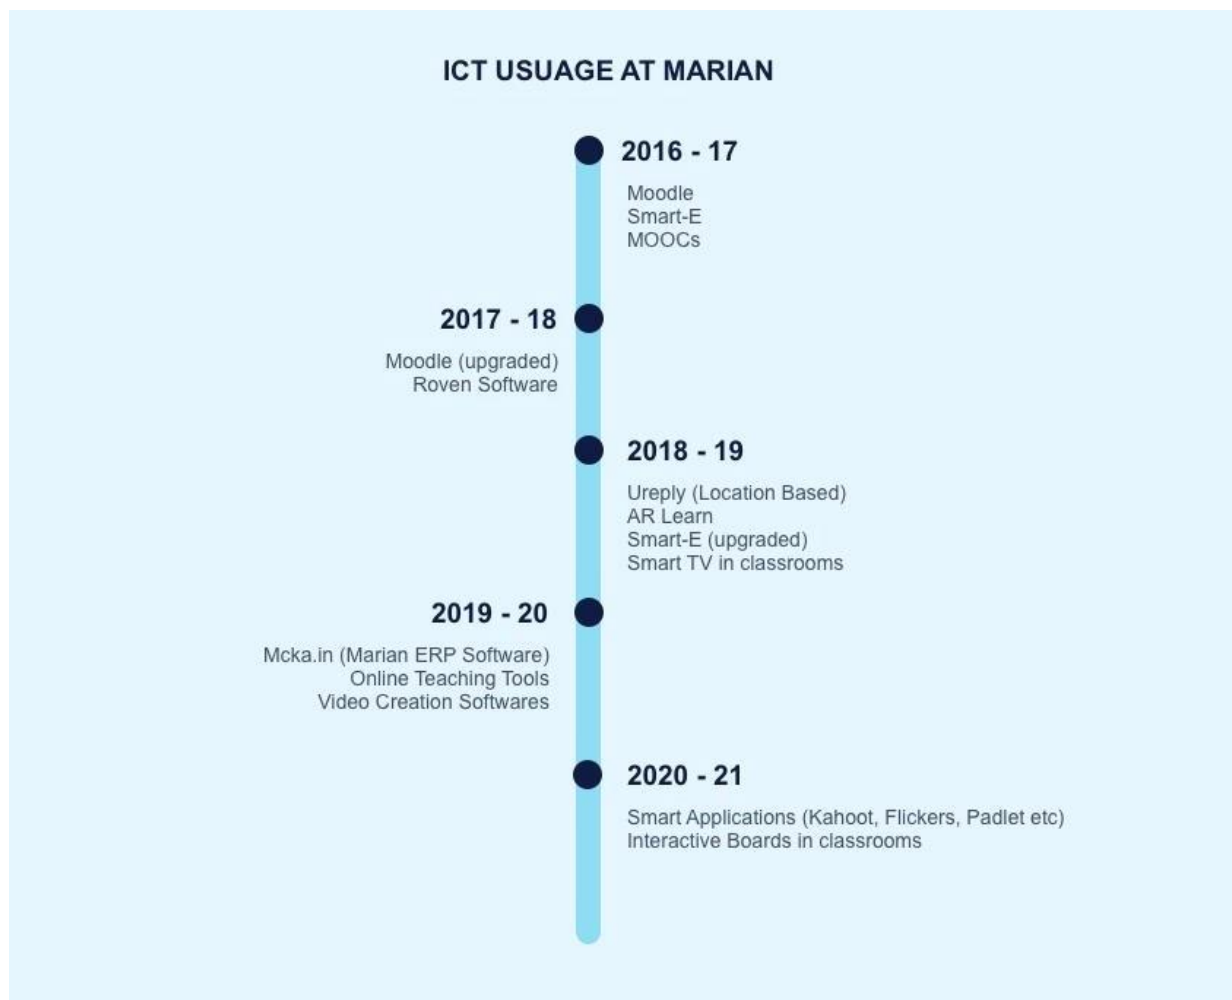 ICT USUAGE AT MARIAN
2016 - 17
Moodle
Smart-E
MOOCs
2017 - 18
Moodle (upgraded)
Roven Software
2018 - 19
Ureply (Location Based)
AR Learn
Smart-E (upgraded)
Smart TV in classrooms
2019 - 20
Mcka.in (Marian ERP Software)
Online Teaching Tools
Video Creation Softwares
2020 - 21
Smart Applications (Kahoot, Flickers, Padlet etc)
Interactive Boards in classrooms